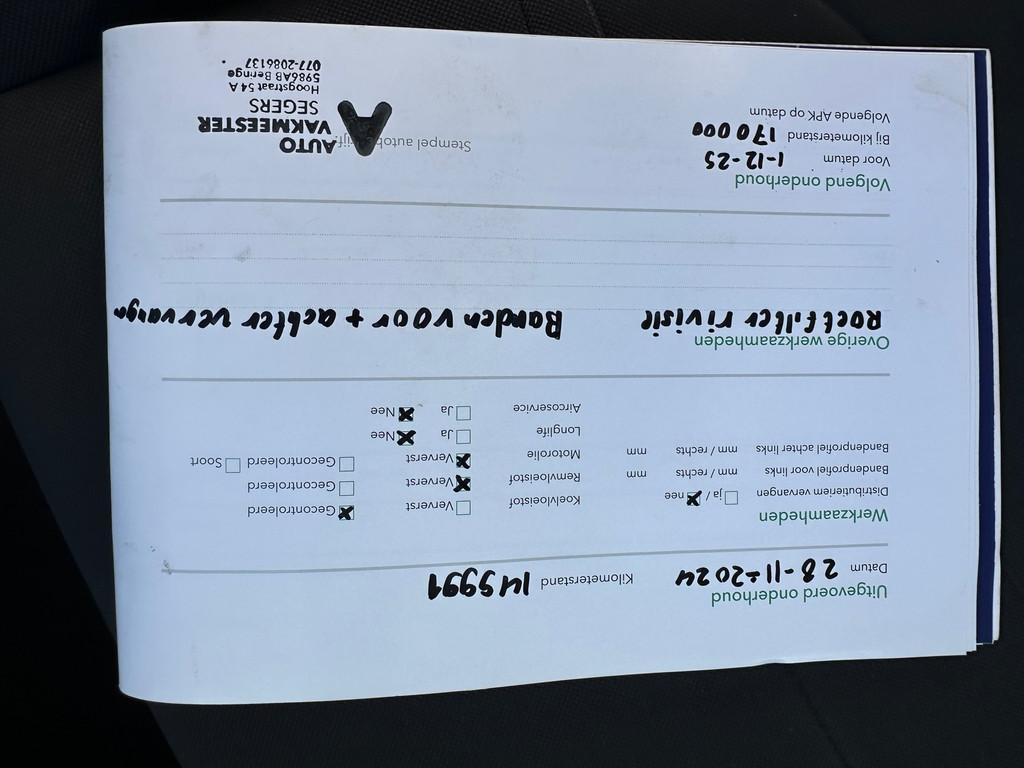 Uitgevoerd onderhoud
Datum 28-11-2024 Kilometerstand 149991
Werkzaamheden
Distributieriem vervangen ja / nee Koelvloeistof Ververst Gecontroleerd
Bandenprofiel voor links mm / rechts mm Remvloeistof Ververst Gecontroleerd
Bandenprofiel achter links mm / rechts mm Motorolie Ververst Gecontroleerd Soort
Longlife Ja Nee
Aircoservice Ja Nee
Overige werkzaamheden
Roetfilter rivisie Banden voor + achter vervangen
Volgend onderhoud
Voor datum 1-12-25
Bij kilometerstand 170000
Volgende APK op datum
Stempel autobedrijf:
AUTO
VAKMEESTER
SEGERS
Hoogstraat 54 A
5986AB Beringe
077-2086137